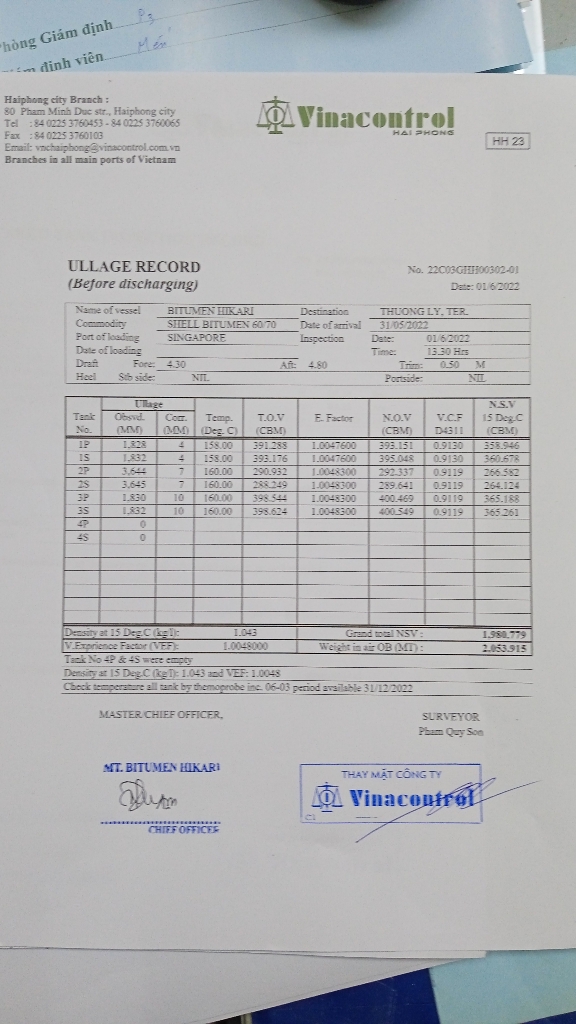 Phòng Giám định P3
định viên
Haiphong city Branch :
80 Pham Minh Duc str., Haiphong city
Tel : 84 0225 3760453 - 84 0225 3760065
Fax : 84 0225 3760103
Email: vnchaiphong@vinacontrol.com.vn
Branches in all main ports of Vietnam
Vinacontrol
HAI PHONG
HH 23
ULLAGE RECORD
(Before discharging)
No. 22C03GHH00302-01
Date: 01/6/2022
Name of vessel BITUMEN HIKARI Destination THUONG LY, TER.
Commodity SHELL BITUMEN 60/70 Date of arrival 31/05/2022
Port of loading SINGAPORE Inspection Date: 01/6/2022
Date of loading Time: 13.30 Hrs
Draft Fore: 4.30 Aft: 4.80 Trim: 0.50 M
Heel Stb side: NIL Portside: NIL
Ullage N.S.V
Tank Obsvd. Corr. Temp. T.O.V E. Factor N.O.V V.C.F 15 Deg.C
No. (MM) (MM) (Deg. C) (CBM) (CBM) D4311 (CBM)
1P 1,828 4 158.00 391.288 1.0047600 393.151 0.9130 358.946
1S 1,832 4 158.00 393.176 1.0047600 395.048 0.9130 360.678
2P 3,644 7 160.00 290.932 1.0048300 292.337 0.9119 266.582
2S 3,645 7 160.00 288.249 1.0048300 289.641 0.9119 264.124
3P 1,830 10 160.00 398.544 1.0048300 400.469 0.9119 365.188
3S 1,832 10 160.00 398.624 1.0048300 400.549 0.9119 365.261
4P 0
4S 0
Density at 15 Deg.C (kg/l): 1.043 Grand total NSV : 1,980.779
V.Exprience Factor (VEF): 1.0048000 Weight in air OB (MT) : 2,053.915
Tank No 4P & 4S were empty
Density at 15 Deg.C (kg/l): 1.043 and VEF: 1.0048
Check temperature all tank by themoprobe inc. 06-03 period available 31/12/2022
MASTER/CHIEF OFFICER,
SURVEYOR
Pham Quy Son
MT. BITUMEN HIKARI
CHIEF OFFICER
THAY MẶT CÔNG TY
Vinacontrol